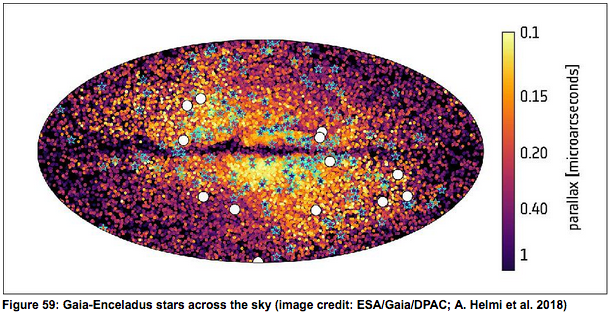 0.1
0.15
0.20
0.40
1
parallax [microarcseconds]
Figure 59: Gaia-Enceladus stars across the sky (image credit: ESA/Gaia/DPAC; A. Helmi et al. 2018)